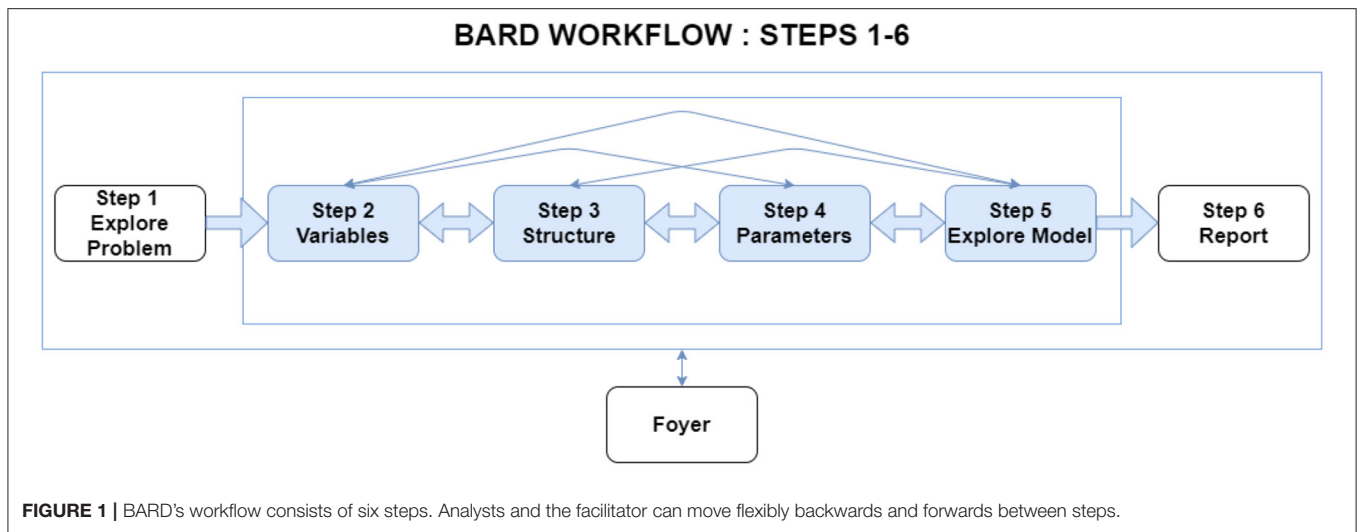 BARD WORKFLOW : STEPS 1-6
Step 1
Explore
Problem
Step 2
Variables
Step 3
Structure
Step 4
Parameters
Step 5
Explore Model
Step 6
Report
Foyer
FIGURE 1 | BARD’s workflow consists of six steps. Analysts and the facilitator can move flexibly backwards and forwards between steps.